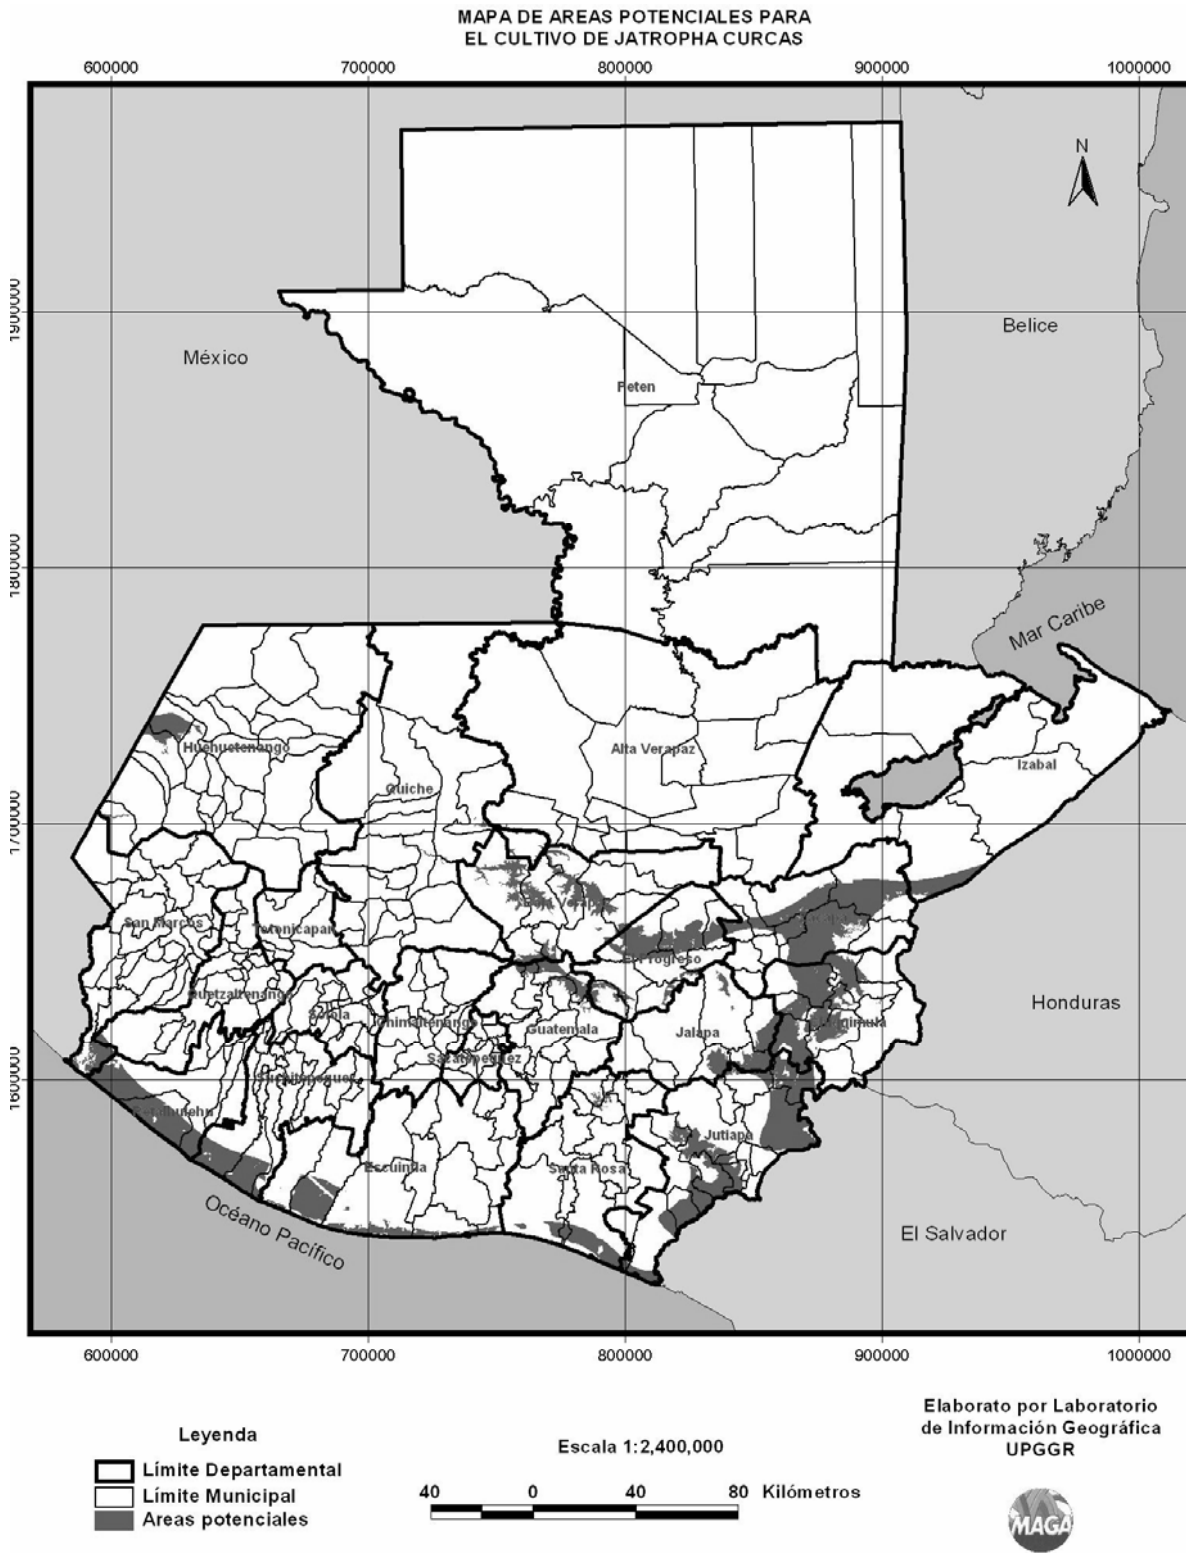 MAPA DE AREAS POTENCIALES PARA
EL CULTIVO DE JATROPHA CURCAS
600000 700000 800000 900000 1000000
N
1900000
Belice
México
Peten
1800000
Mar Caribe
Huehuetenango
Alta Verapaz
Izabal
Quiche
1700000
San Marcos
Totonicapan
El Progreso
Quetzaltenango
Honduras
Solola
Chimaltenango
Guatemala
Jalapa
Sacatepequez
1600000
Jutiapa
Escuintla
Santa Rosa
Océano Pacífico
El Salvador
600000 700000 800000 900000 1000000
Elaborato por Laboratorio
de Información Geográfica
UPGGR
Leyenda
Límite Departamental
Límite Municipal
Areas potenciales
Escala 1:2,400,000
40 0 40 80 Kilómetros
MAGA